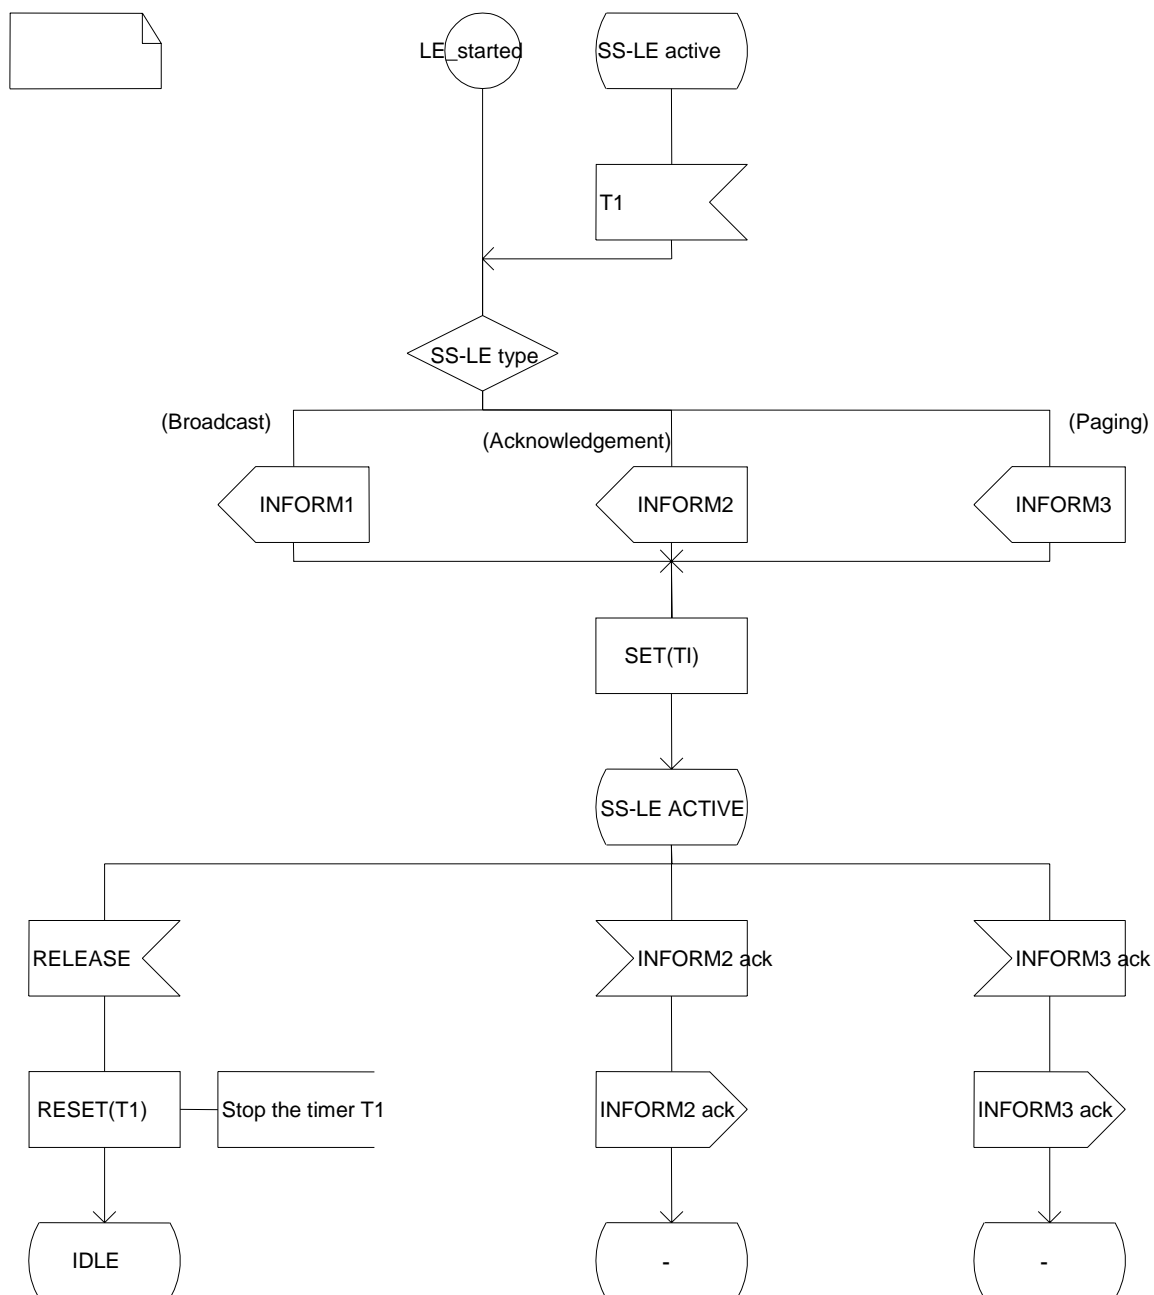 LE_started
SS-LE active
T1
SS-LE type
(Broadcast)
(Acknowledgement)
(Paging)
INFORM1
INFORM2
INFORM3
SET(TI)
SS-LE ACTIVE
RELEASE
INFORM2 ack
INFORM3 ack
RESET(T1)
Stop the timer T1
INFORM2 ack
INFORM3 ack
IDLE
-
-